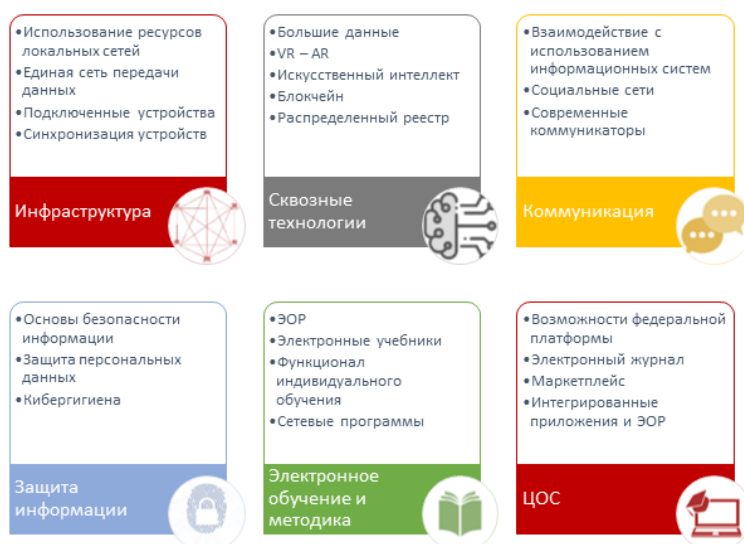 •Использование ресурсов
локальных сетей
•Единая сеть передачи
данных
•Подключенные устройства
•Синхронизация устройств
Инфраструктура
•Большие данные
•VR – AR
•Искусственный интеллект
•Блокчейн
•Распределенный реестр
Сквозные
технологии
•Взаимодействие с
использованием
информационных систем
•Социальные сети
•Современные
коммуникаторы
Коммуникация
•Основы безопасности
информации
•Защита персональных
данных
•Кибергигиена
Защита
информации
•ЭОР
•Электронные учебники
•Функционал
индивидуального
обучения
•Сетевые программы
Электронное
обучение и
методика
•Возможности федеральной
платформы
•Электронный журнал
•Маркетплейс
•Интегрированные
приложения и ЭОР
ЦОС